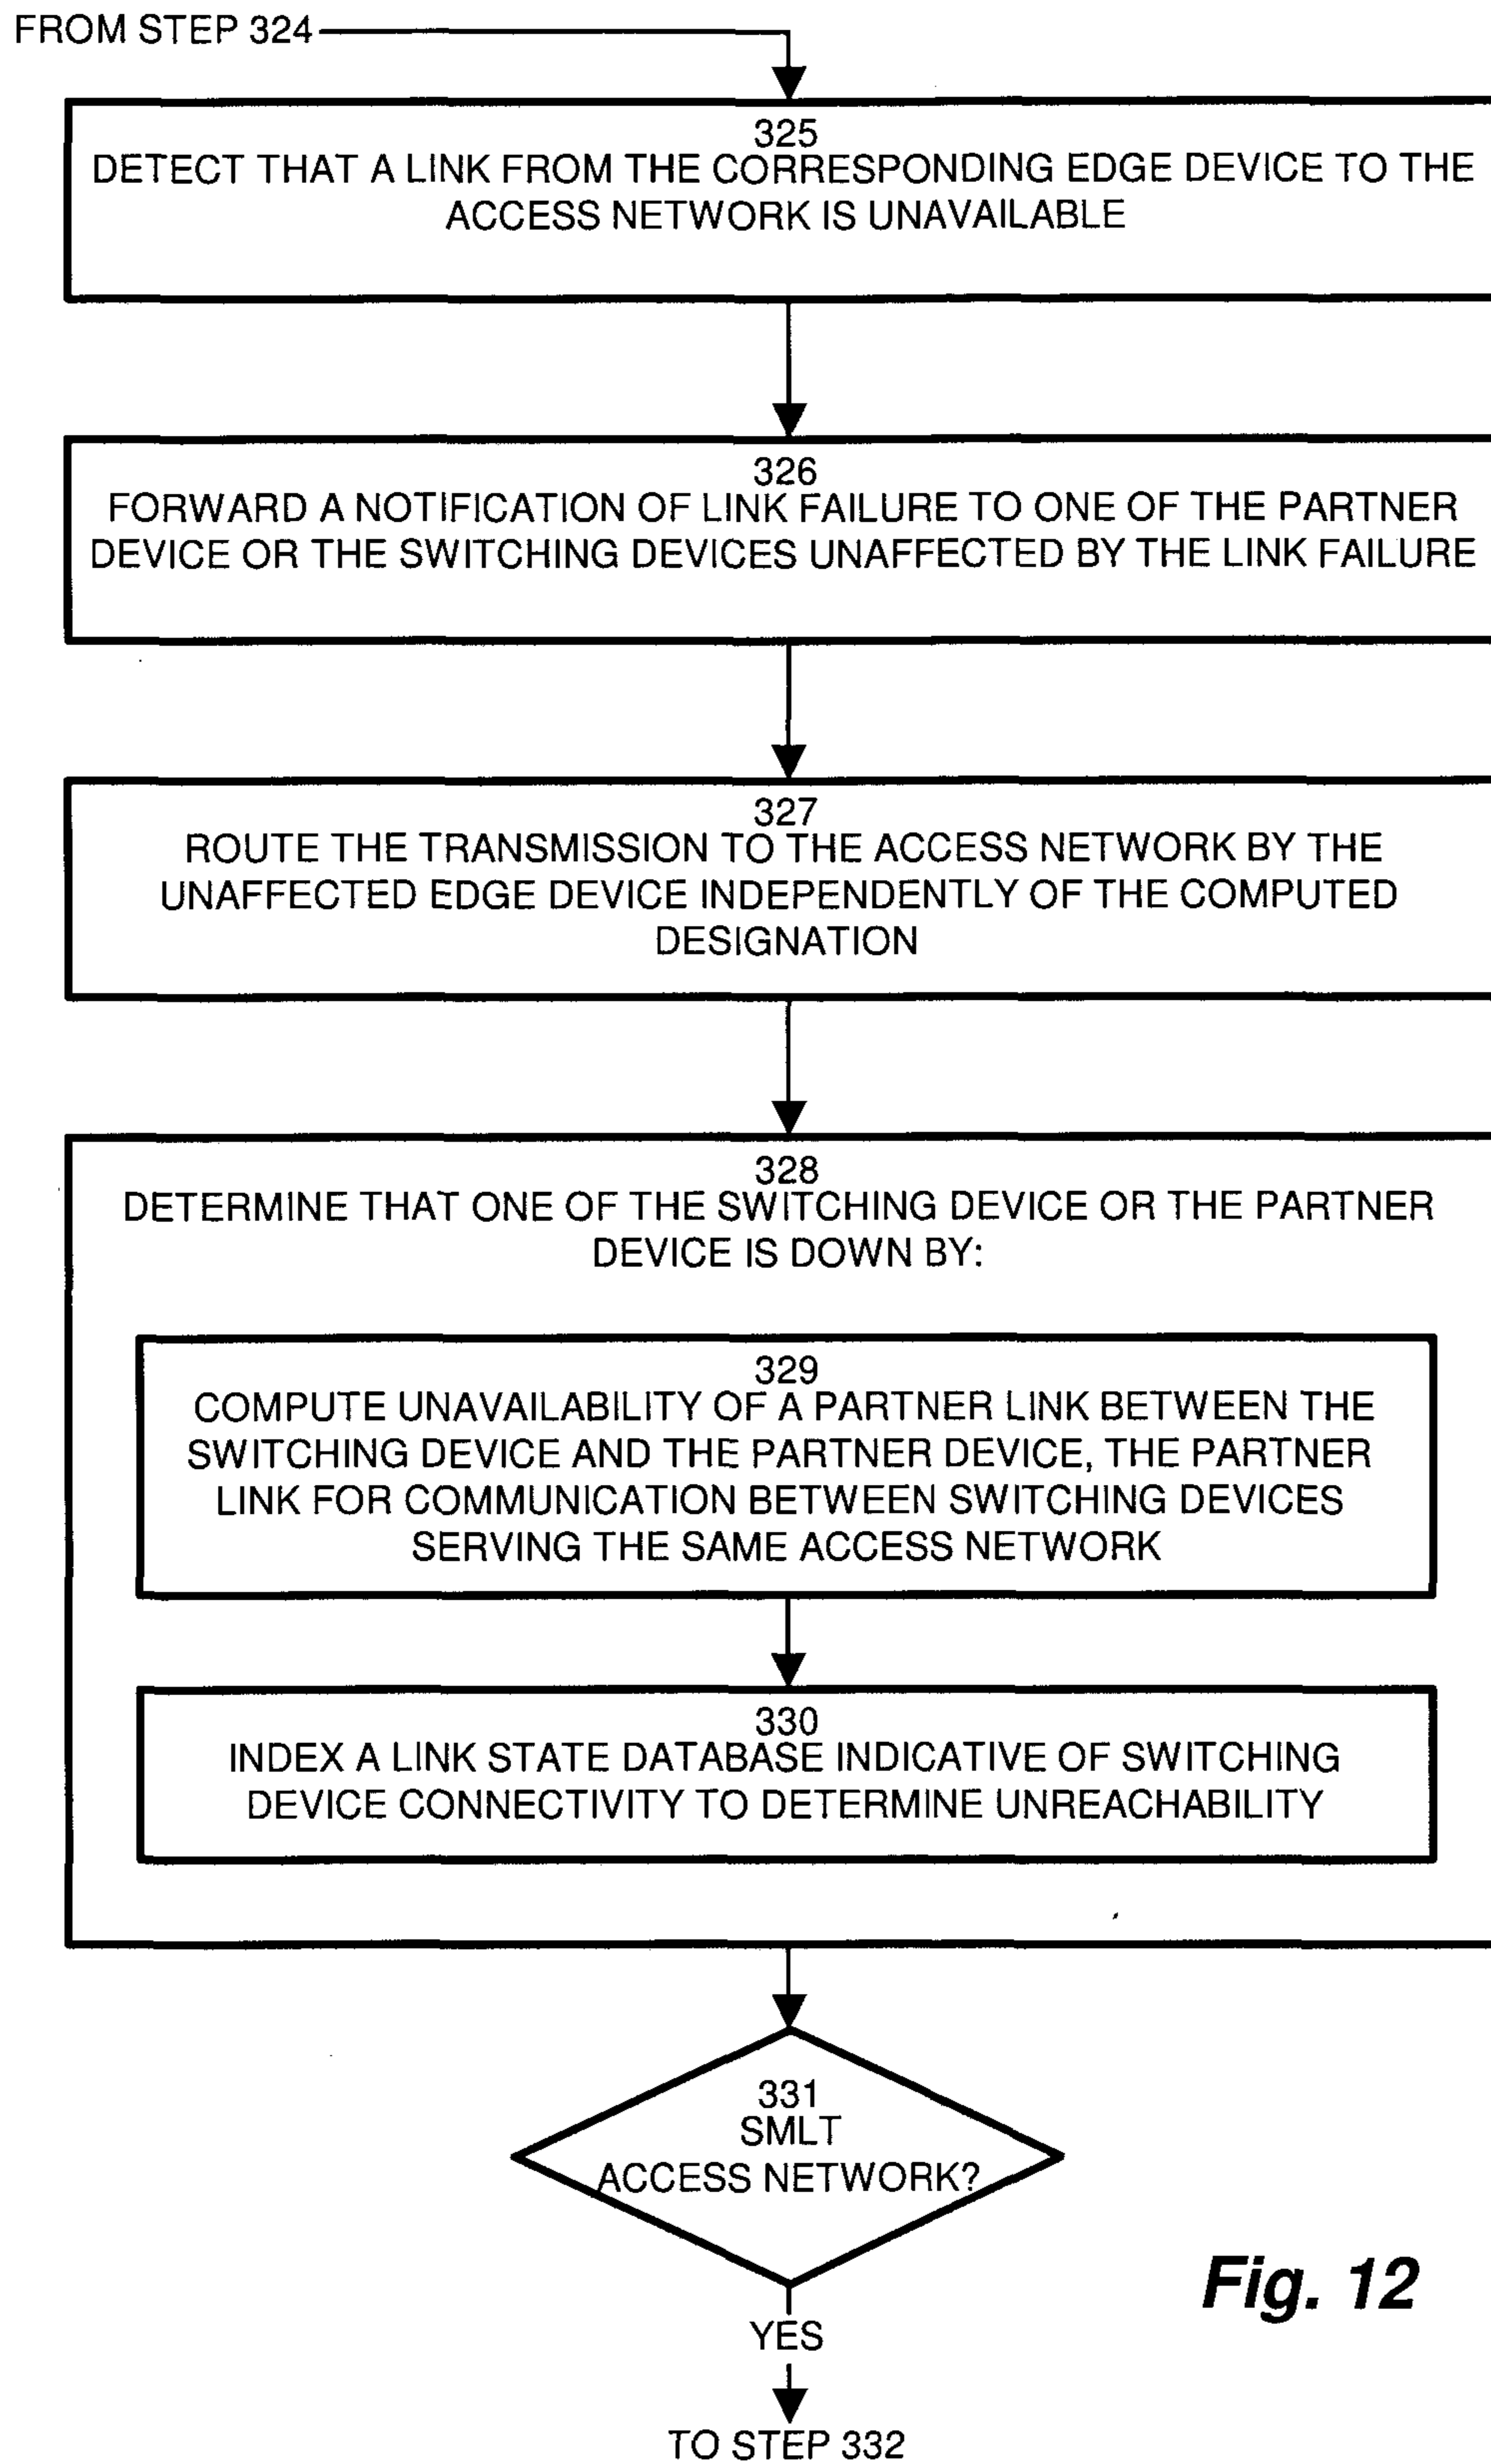 FROM STEP 324
325
DETECT THAT A LINK FROM THE CORRESPONDING EDGE DEVICE TO THE
ACCESS NETWORK IS UNAVAILABLE
326
FORWARD A NOTIFICATION OF LINK FAILURE TO ONE OF THE PARTNER
DEVICE OR THE SWITCHING DEVICES UNAFFECTED BY THE LINK FAILURE
327
ROUTE THE TRANSMISSION TO THE ACCESS NETWORK BY THE
UNAFFECTED EDGE DEVICE INDEPENDENTLY OF THE COMPUTED
DESIGNATION
328
DETERMINE THAT ONE OF THE SWITCHING DEVICE OR THE PARTNER
DEVICE IS DOWN BY:
329
COMPUTE UNAVAILABILITY OF A PARTNER LINK BETWEEN THE
SWITCHING DEVICE AND THE PARTNER DEVICE, THE PARTNER
LINK FOR COMMUNICATION BETWEEN SWITCHING DEVICES
SERVING THE SAME ACCESS NETWORK
330
INDEX A LINK STATE DATABASE INDICATIVE OF SWITCHING
DEVICE CONNECTIVITY TO DETERMINE UNREACHABILITY
331
SMLT
ACCESS NETWORK?
Fig. 12
YES
TO STEP 332